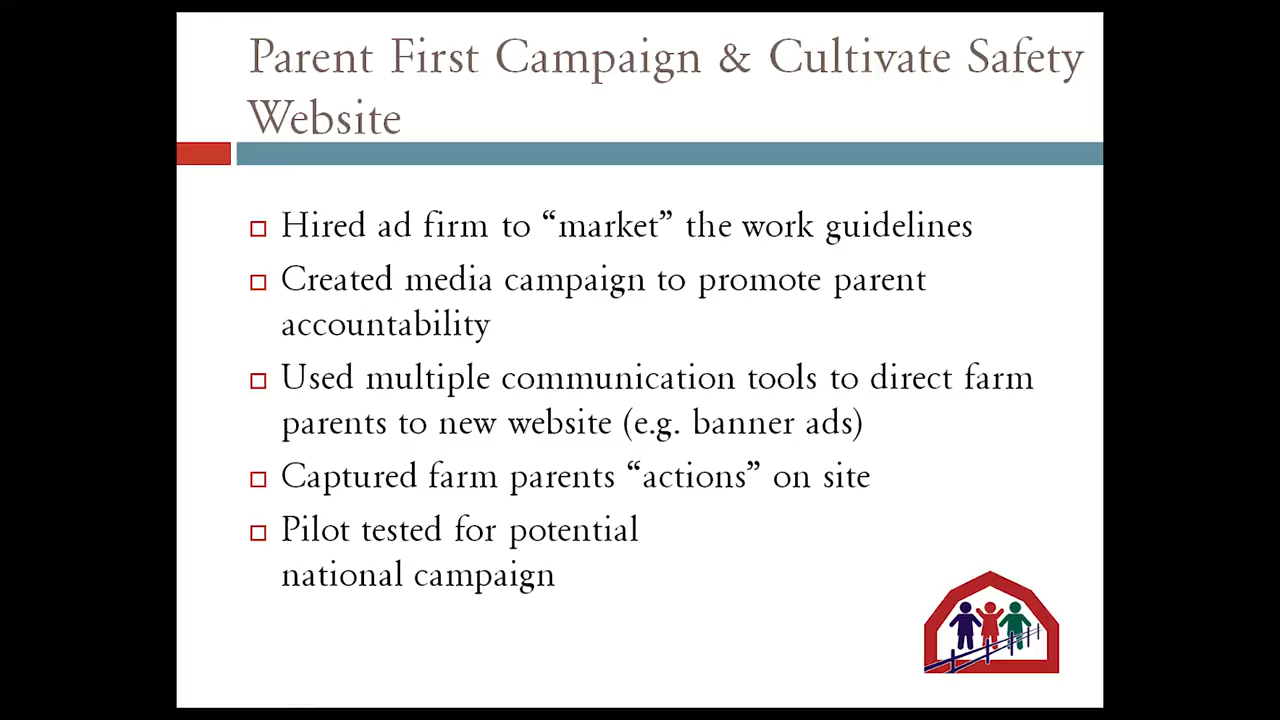 Parent First Campaign & Cultivate Safety
Website
Hired ad firm to “market” the work guidelines
Created media campaign to promote parent
accountability
Used multiple communication tools to direct farm
parents to new website (e.g. banner ads)
Captured farm parents “actions” on site
Pilot tested for potential
national campaign